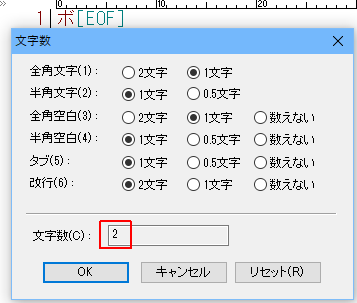 0 10 20
1 ボ[EOF]
文字数
全角文字(1): 2文字 1文字
半角文字(2): 1文字 0.5文字
全角空白(3): 2文字 1文字 数えない
半角空白(4): 1文字 0.5文字 数えない
タブ(5): 1文字 0.5文字 数えない
改行(6): 2文字 1文字 数えない
文字数(C): 2
OK キャンセル リセット(R)